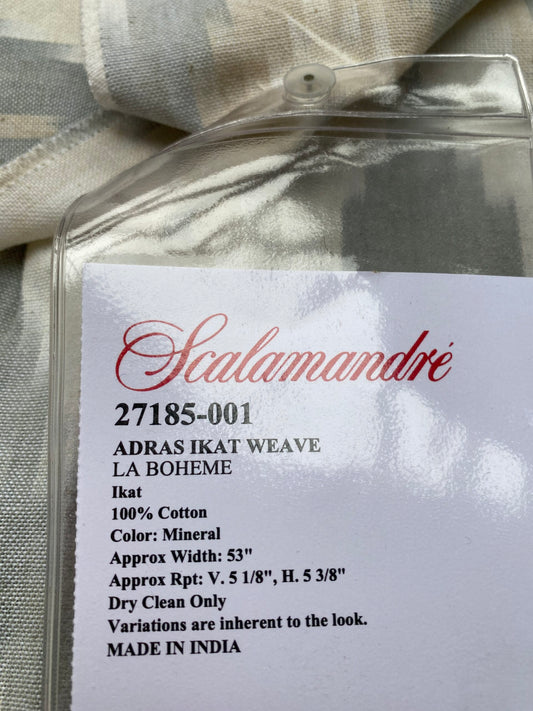 Scalamandré
27185-001
ADRAS IKAT WEAVE
LA BOHEME
Ikat
100% Cotton
Color: Mineral
Approx Width: 53"
Approx Rpt: V. 5 1/8", H. 5 3/8"
Dry Clean Only
Variations are inherent to the look.
MADE IN INDIA